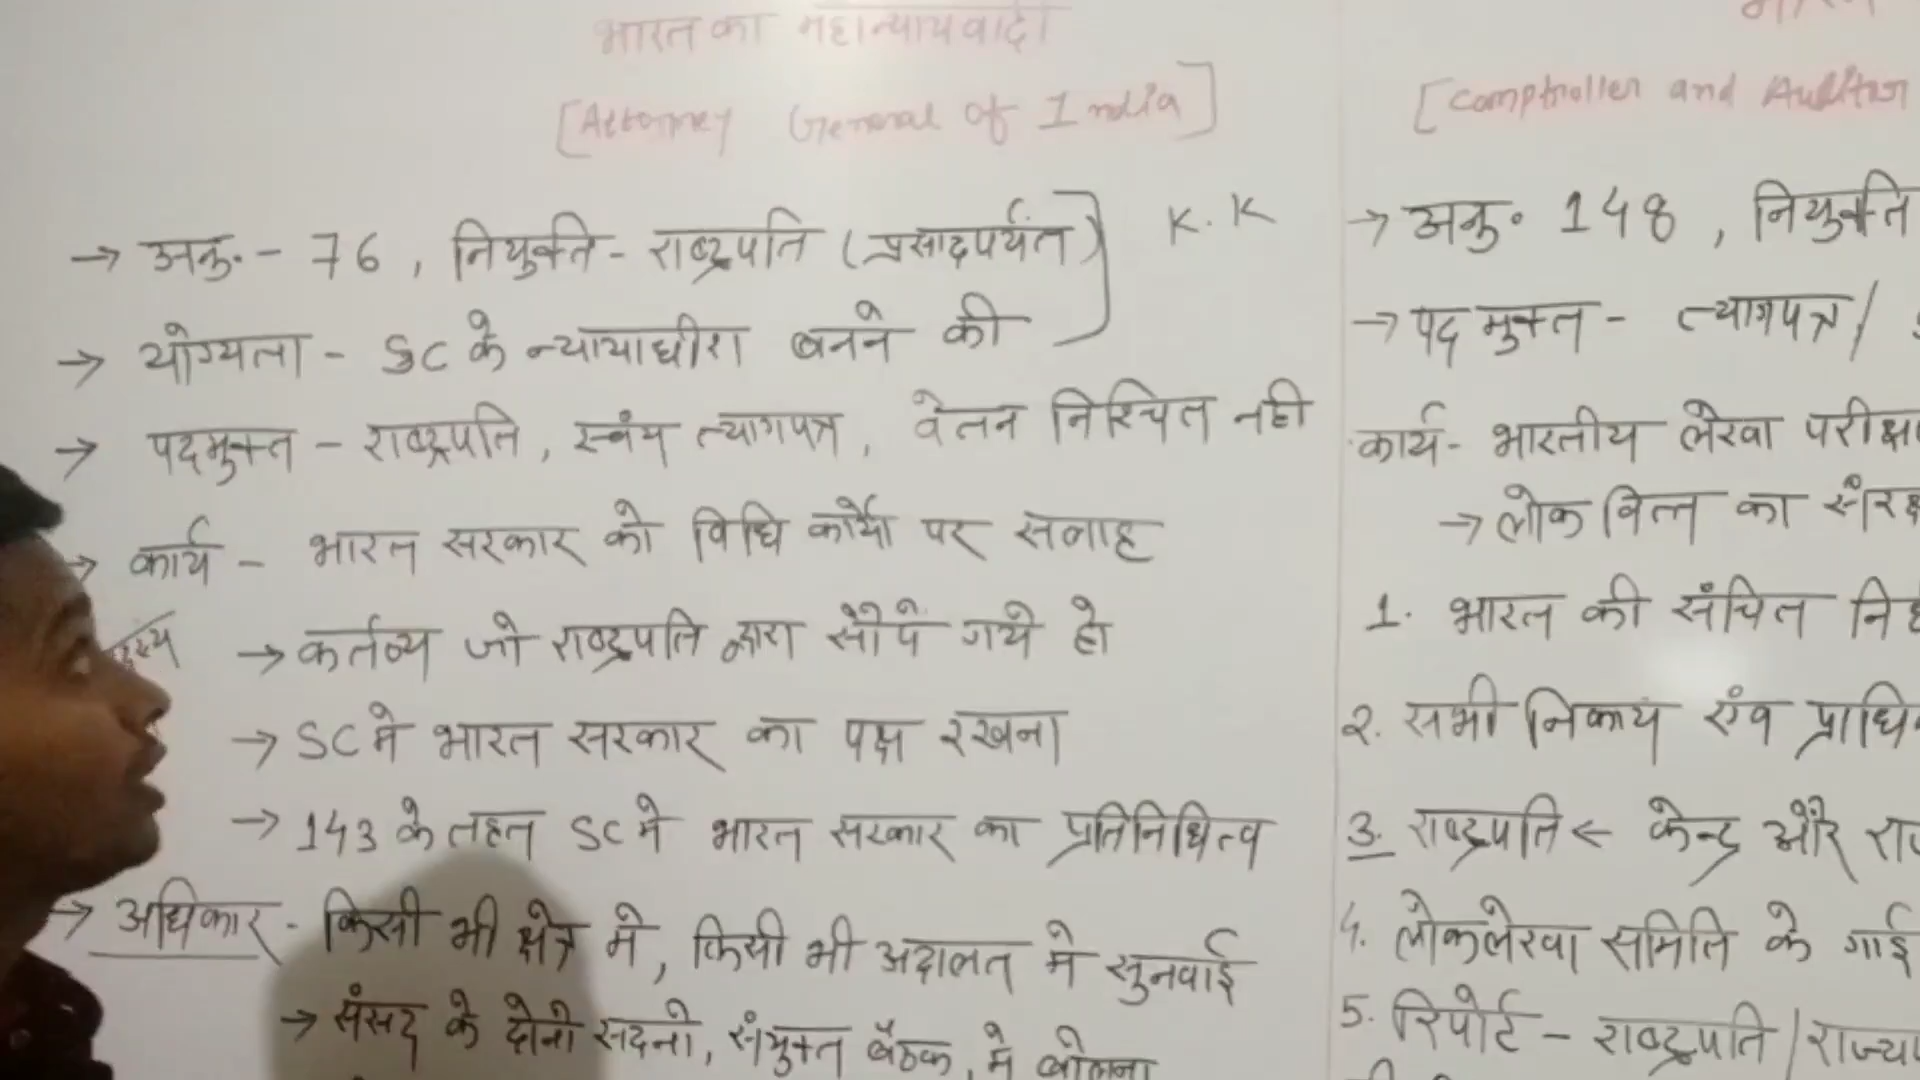 भारत का महान्यायवादी
[Attorney General of India]
→ अनु.- 76, नियुक्ति - राष्ट्रपति (प्रसादपर्यंत) K.K
→ योग्यता - SC के न्यायाधीश बनने की
→ पदमुक्त - राष्ट्रपति, स्वंय त्यागपत्र, वेतन निश्चित नही
→ कार्य - भारत सरकार को विधि कार्यो पर सलाह
→ कर्तव्य जो राष्ट्रपति द्वारा सौपे गये हो
→ SC मे भारत सरकार का पक्ष रखना
→ 143 के तहत SC मे भारत सरकार का प्रतिनिधित्व
→ अधिकार - किसी भी क्षेत्र मे, किसी भी अदालत मे सुनवाई
→ संसद के दोनो सदनो, संयुक्त बैठक, मे बोलना
[Comptroller and Auditor
→ अनु. 148, नियुक्ति
→ पद मुक्त - त्यागपत्र/
कार्य - भारतीय लेखा
→ लोक वित्त का
1. भारत की संचित
2. सभी निकाय एंव
3. राष्ट्रपति ← केन्द्र और
4. लोकलेखा समिति के गाई
5. रिपोर्ट - राष्ट्रपति /